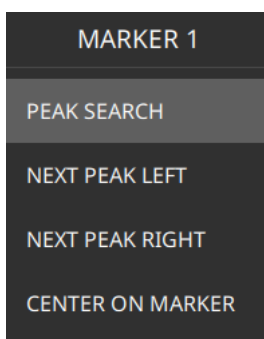 MARKER 1
PEAK SEARCH
NEXT PEAK LEFT
NEXT PEAK RIGHT
CENTER ON MARKER